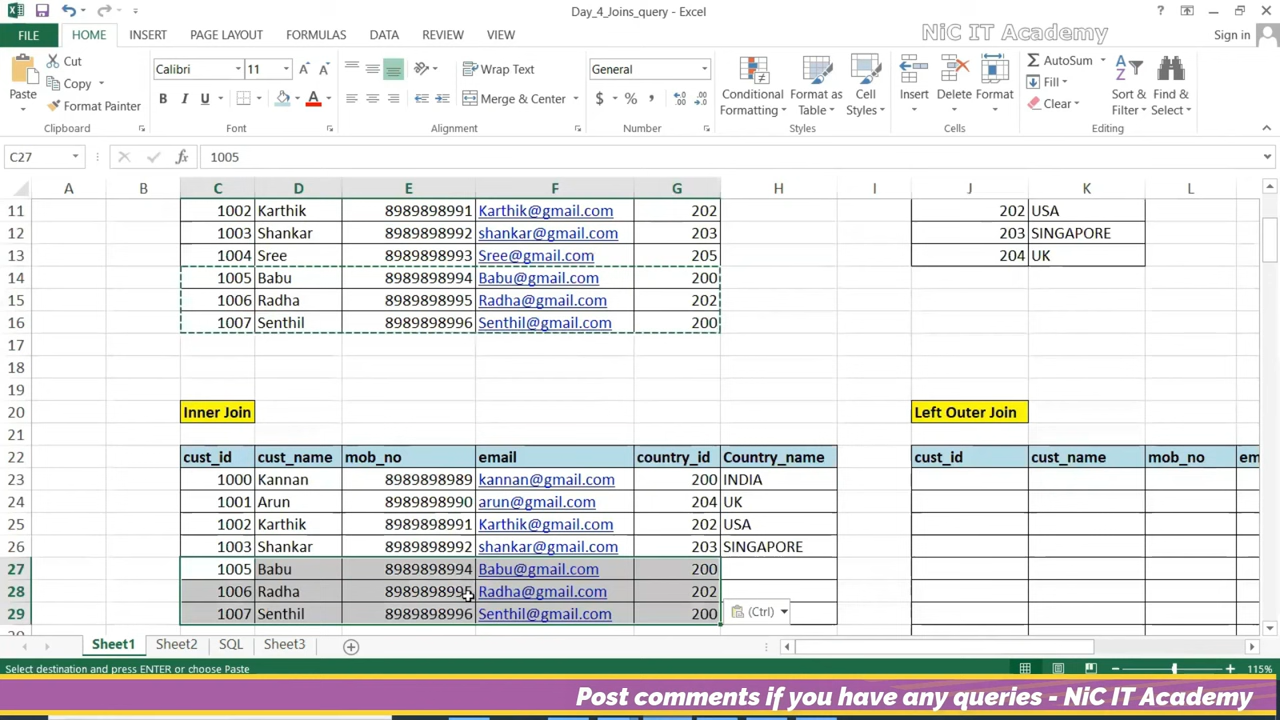 Day_4_Joins_query - Excel
NiC IT Academy
Sign in
FILE HOME INSERT PAGE LAYOUT FORMULAS DATA REVIEW VIEW
Paste
Cut
Copy
Format Painter
Clipboard
Calibri 11
B I U
Font
Wrap Text
Merge & Center
Alignment
General
$ % ,
Number
Conditional Formatting
Format as Table
Cell Styles
Styles
Insert
Delete
Format
Cells
AutoSum
Fill
Clear
Sort & Filter
Find & Select
Editing
C27 fx 1005
A B C D E F G H I J K L
11 1002 Karthik 8989898991 Karthik@gmail.com 202 202 USA
12 1003 Shankar 8989898992 shankar@gmail.com 203 203 SINGAPORE
13 1004 Sree 8989898993 Sree@gmail.com 205 204 UK
14 1005 Babu 8989898994 Babu@gmail.com 200
15 1006 Radha 8989898995 Radha@gmail.com 202
16 1007 Senthil 8989898996 Senthil@gmail.com 200
17
18
19
20 Inner Join Left Outer Join
21
22 cust_id cust_name mob_no email country_id Country_name cust_id cust_name mob_no em
23 1000 Kannan 8989898989 kannan@gmail.com 200 INDIA
24 1001 Arun 8989898990 arun@gmail.com 204 UK
25 1002 Karthik 8989898991 Karthik@gmail.com 202 USA
26 1003 Shankar 8989898992 shankar@gmail.com 203 SINGAPORE
27 1005 Babu 8989898994 Babu@gmail.com 200
28 1006 Radha 8989898995 Radha@gmail.com 202
29 1007 Senthil 8989898996 Senthil@gmail.com 200
(Ctrl)
Sheet1 Sheet2 SQL Sheet3
Select destination and press ENTER or choose Paste
115%
Post comments if you have any queries - NiC IT Academy